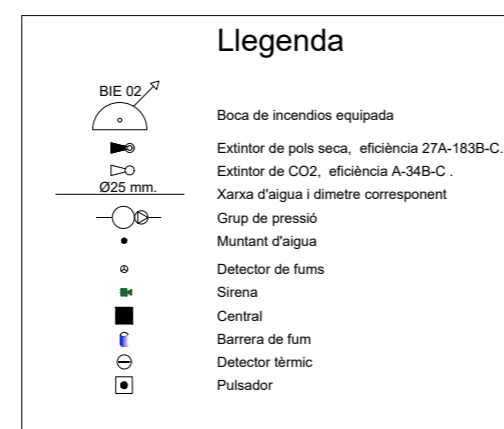 Llegenda
BIE 02
Boca de incendios equipada
Extintor de pols seca, eficiència 27A-183B-C.
Extintor de CO2, eficiència A-34B-C .
Ø25 mm.
Xarxa d'aigua i dimetre corresponent
Grup de pressió
Muntant d'aigua
Detector de fums
Sirena
Central
Barrera de fum
Detector tèrmic
Pulsador